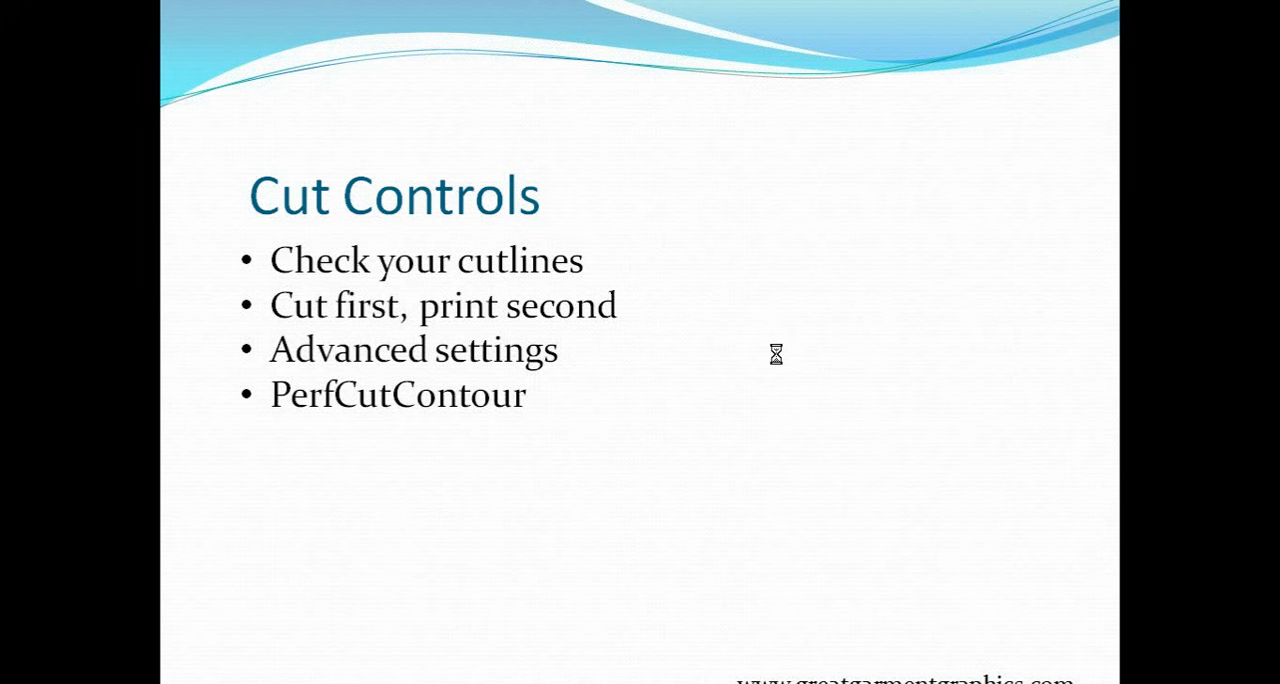 Cut Controls
• Check your cutlines
• Cut first, print second
• Advanced settings
• PerfCutContour
www.greatgarmentgraphics.com